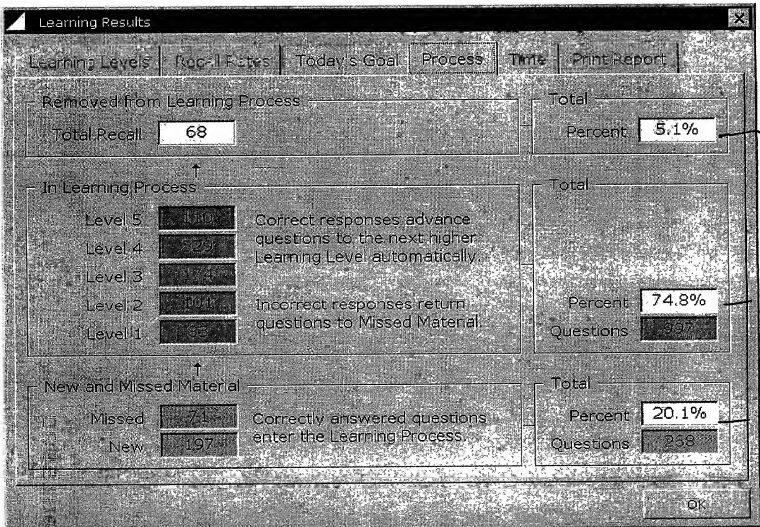 Learning Results
Learning Levels Recall Rates Today's Goal Process Time Print Report
Removed from Learning Process
Total Recall 68
Total
Percent 5.1%
In Learning Process
Level 5
Level 4
Level 3
Level 2
Level 1
Correct responses advance
questions to the next higher
Learning Level automatically.
Incorrect responses return
questions to Missed Material.
Total
Percent 74.8%
Questions 997
New and Missed Material
Missed 71
New 197
Correctly answered questions
enter the Learning Process.
Total
Percent 20.1%
Questions 268
OK